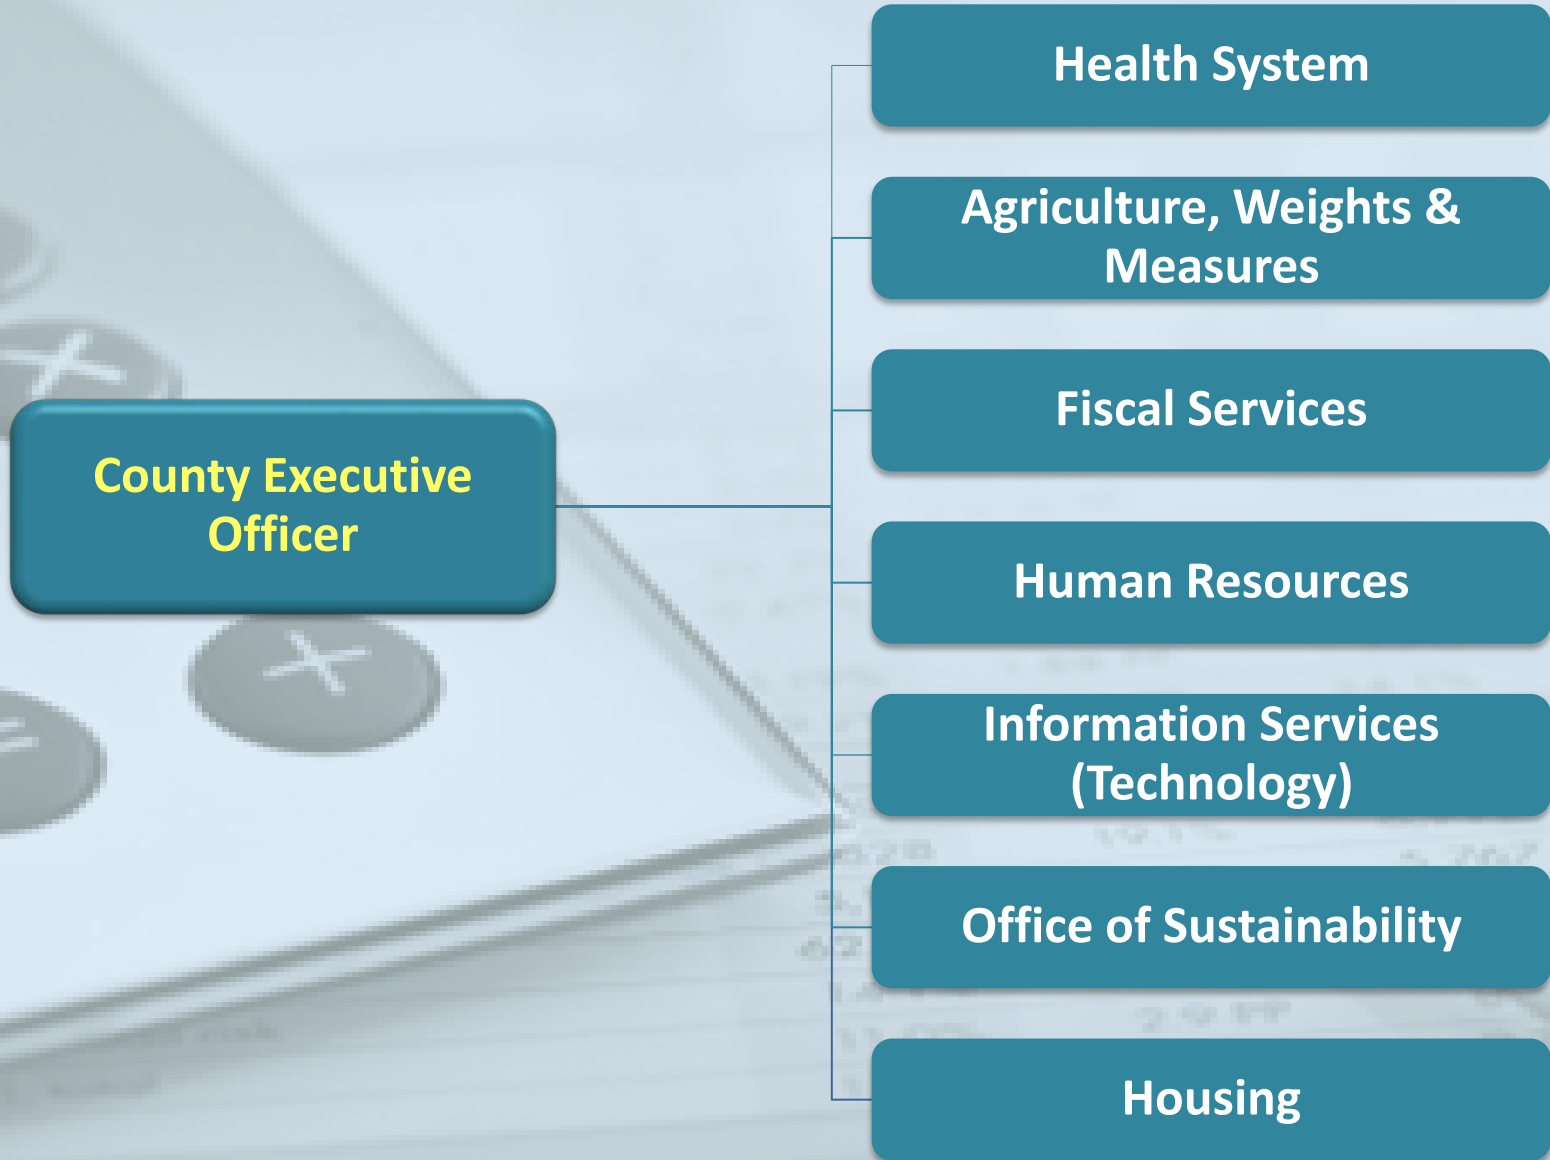 Health System
Agriculture, Weights &
Measures
Fiscal Services
County Executive
Officer
Human Resources
Information Services
(Technology)
Office of Sustainability
Housing